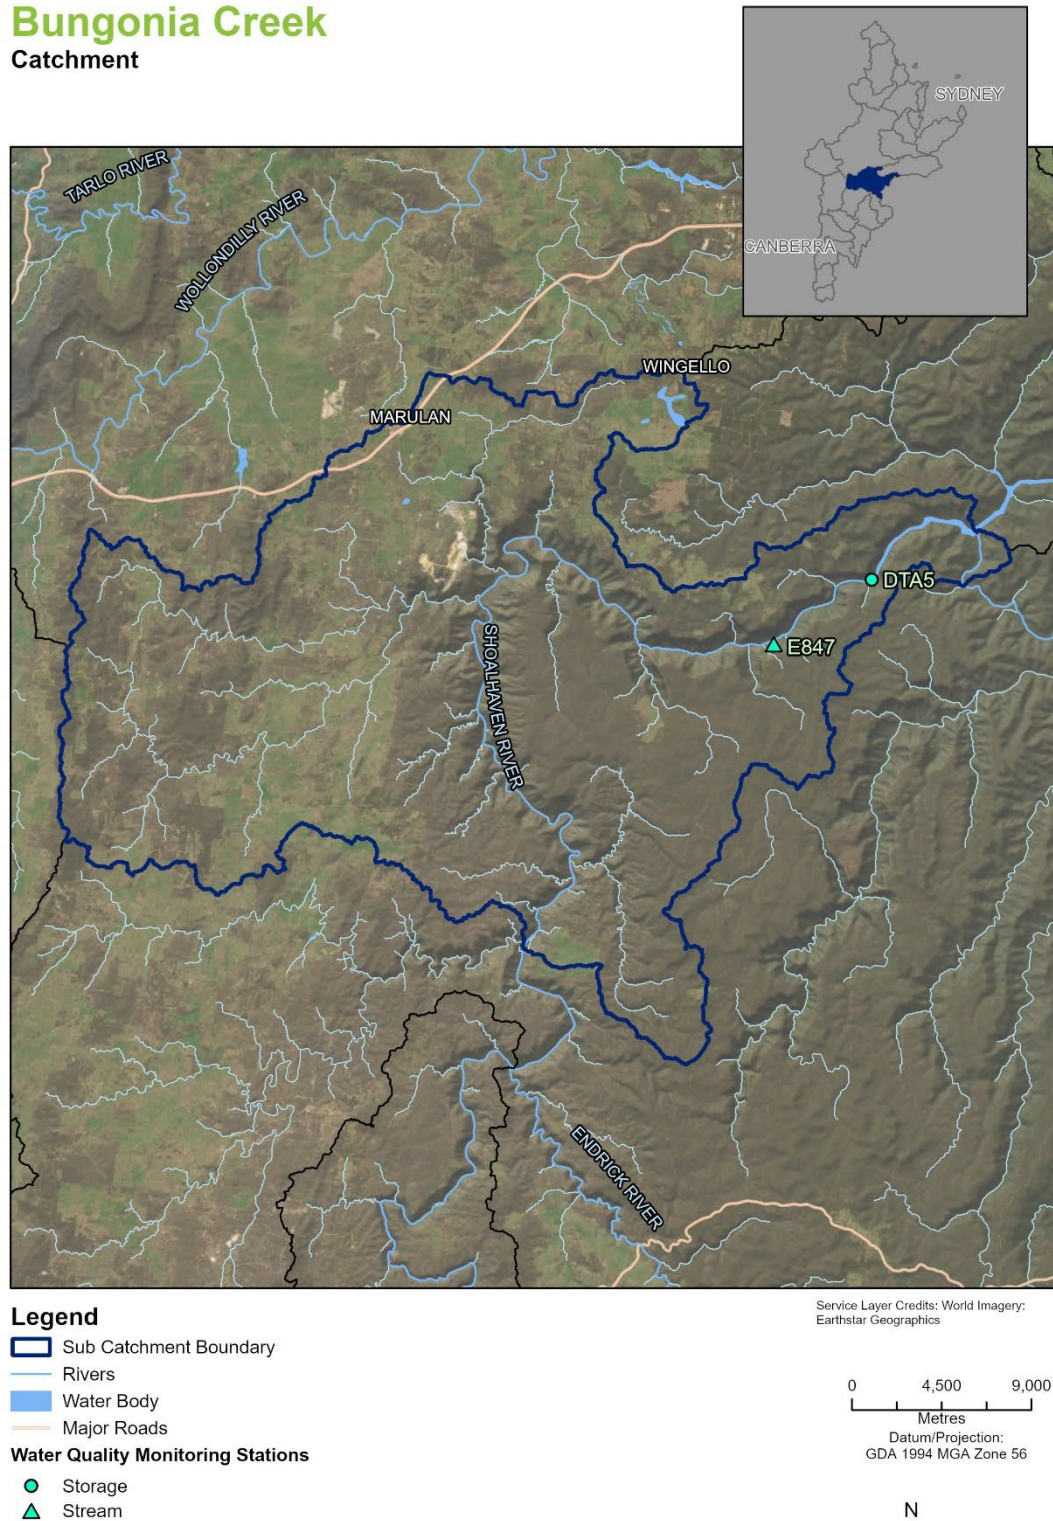 Bungonia Creek
Catchment
SYDNEY
CANBERRA
TARLO RIVER
WOLLONDILLY RIVER
WINGELLO
MARULAN
DTA5
E847
SHOALHAVEN RIVER
ENDRICK RIVER
Legend
Sub Catchment Boundary
Rivers
Water Body
Major Roads
Water Quality Monitoring Stations
Storage
Stream
Service Layer Credits: World Imagery:
Earthstar Geographics
0 4,500 9,000
Metres
Datum/Projection:
GDA 1994 MGA Zone 56
N